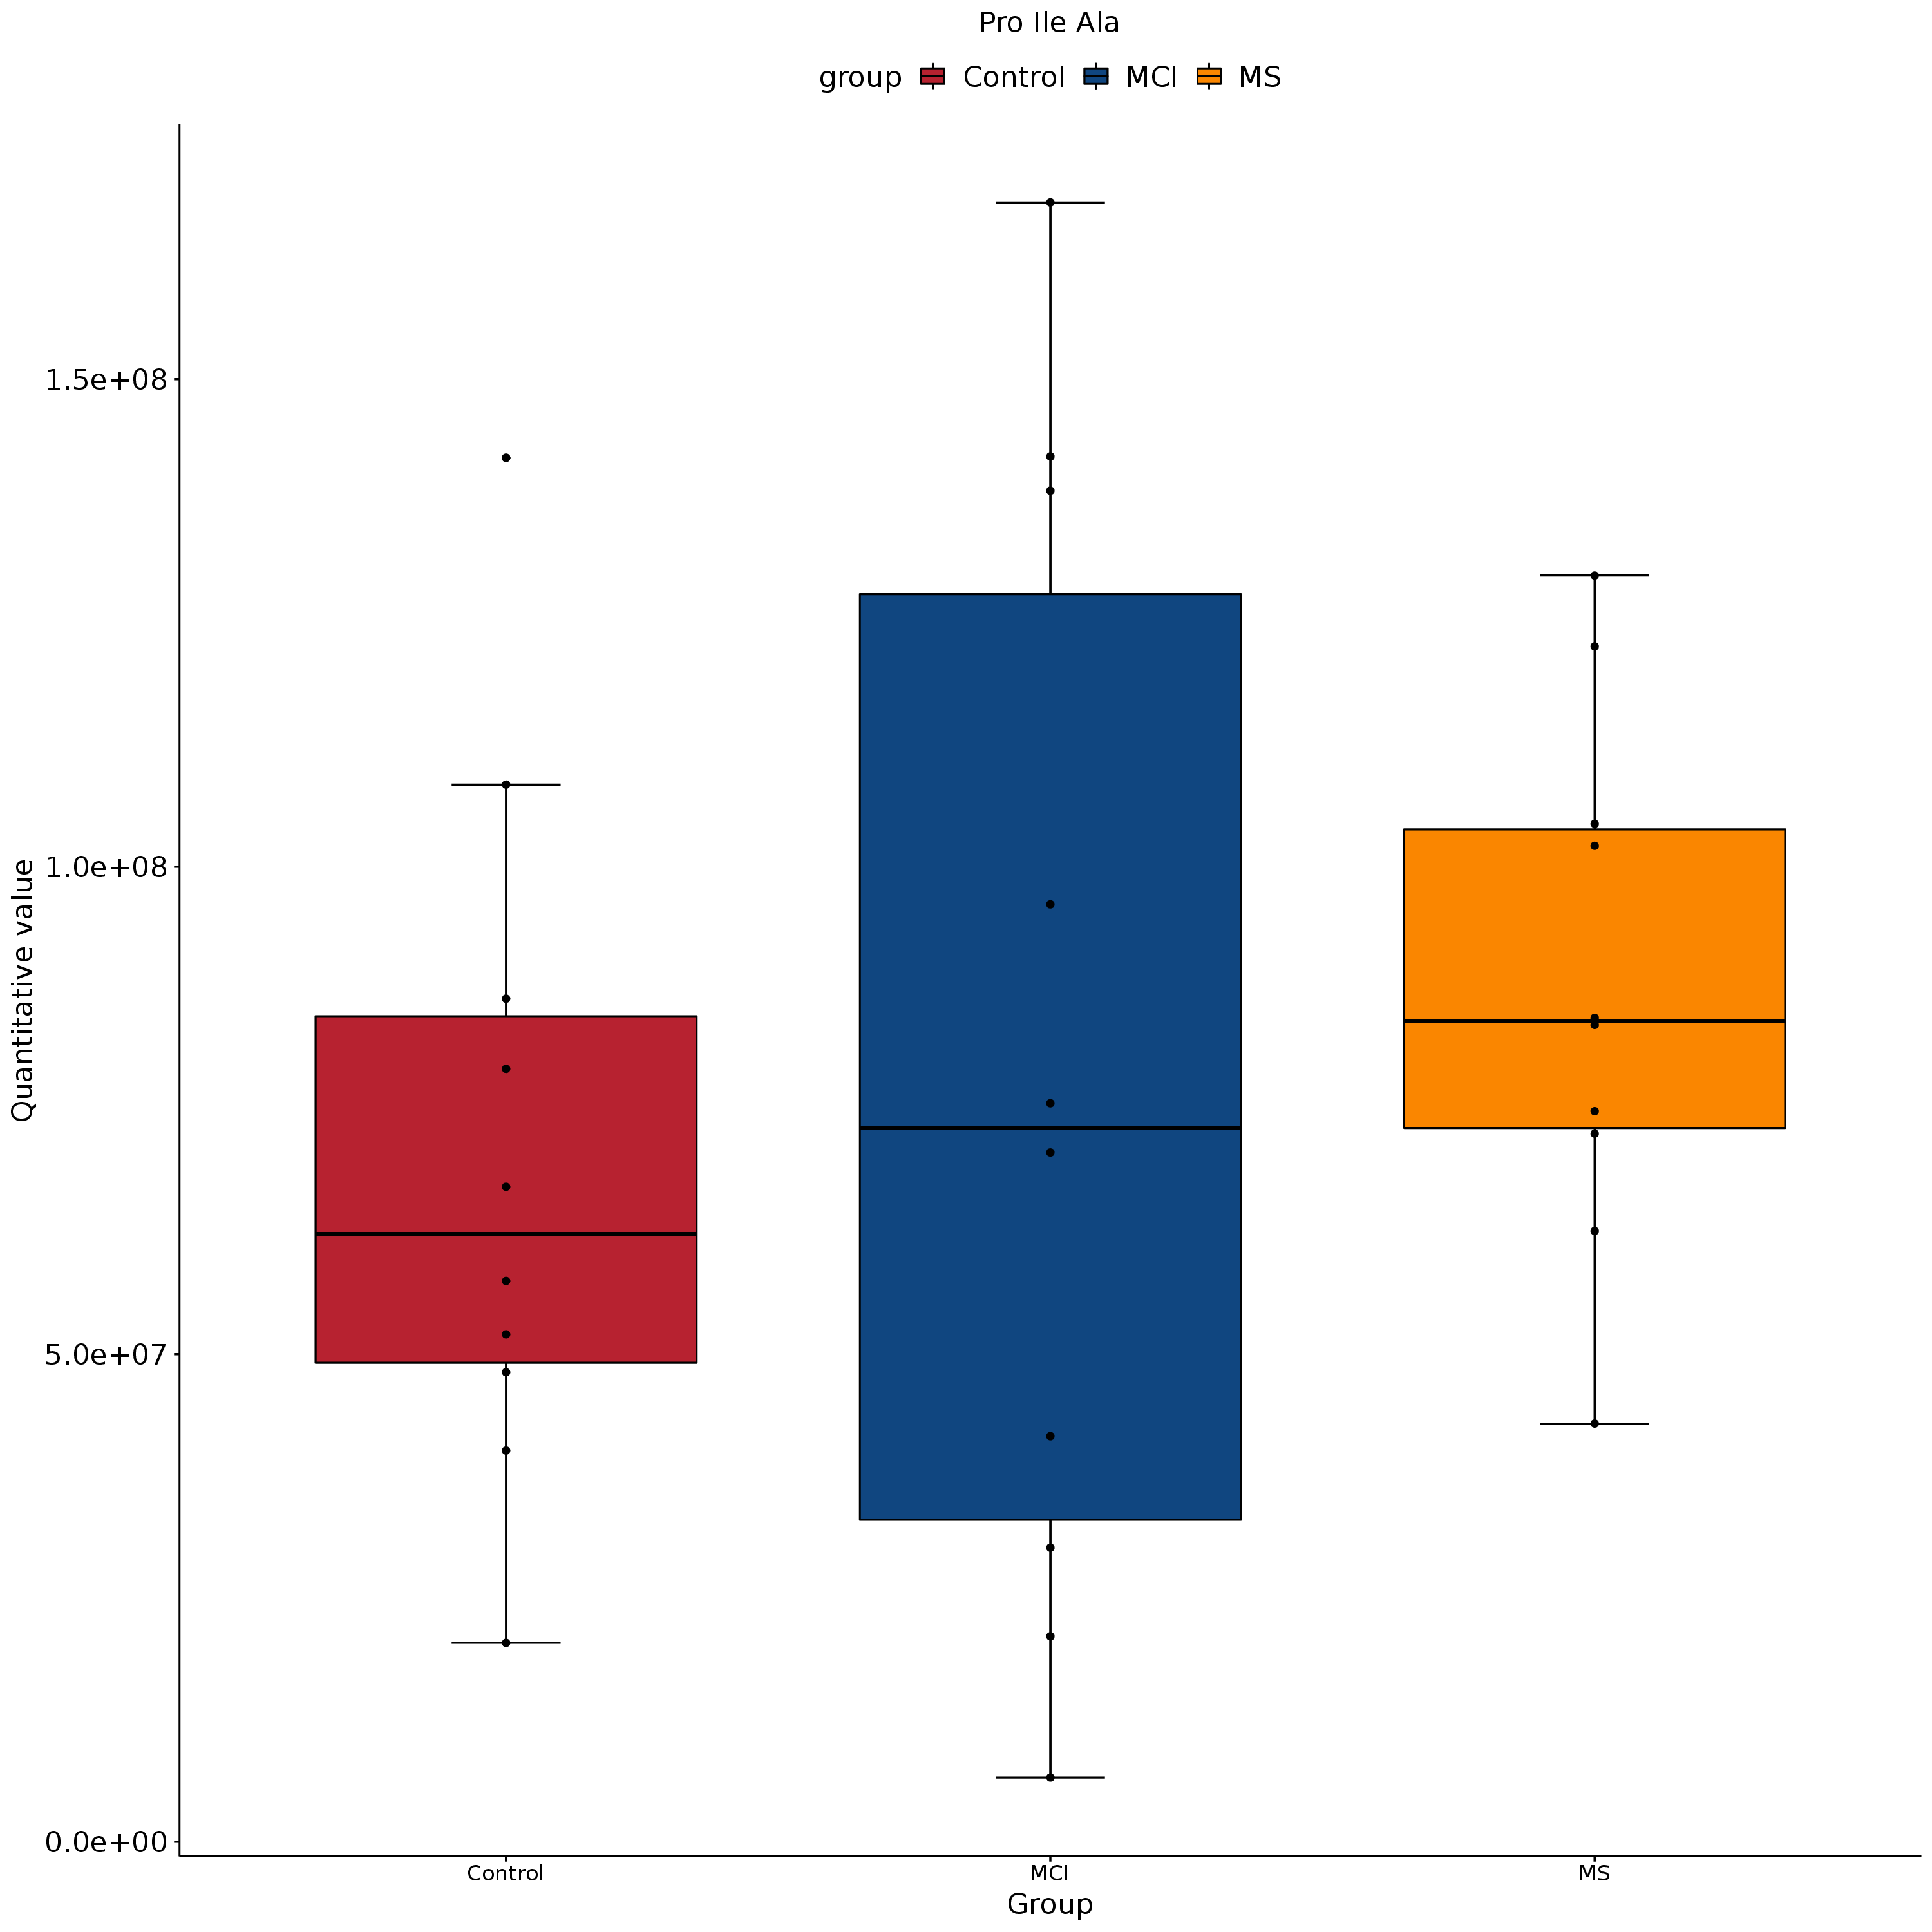 Pro Ile Ala
group Control MCI MS
Quantitative value
1.5e+08
1.0e+08
5.0e+07
0.0e+00
Control MCI MS
Group